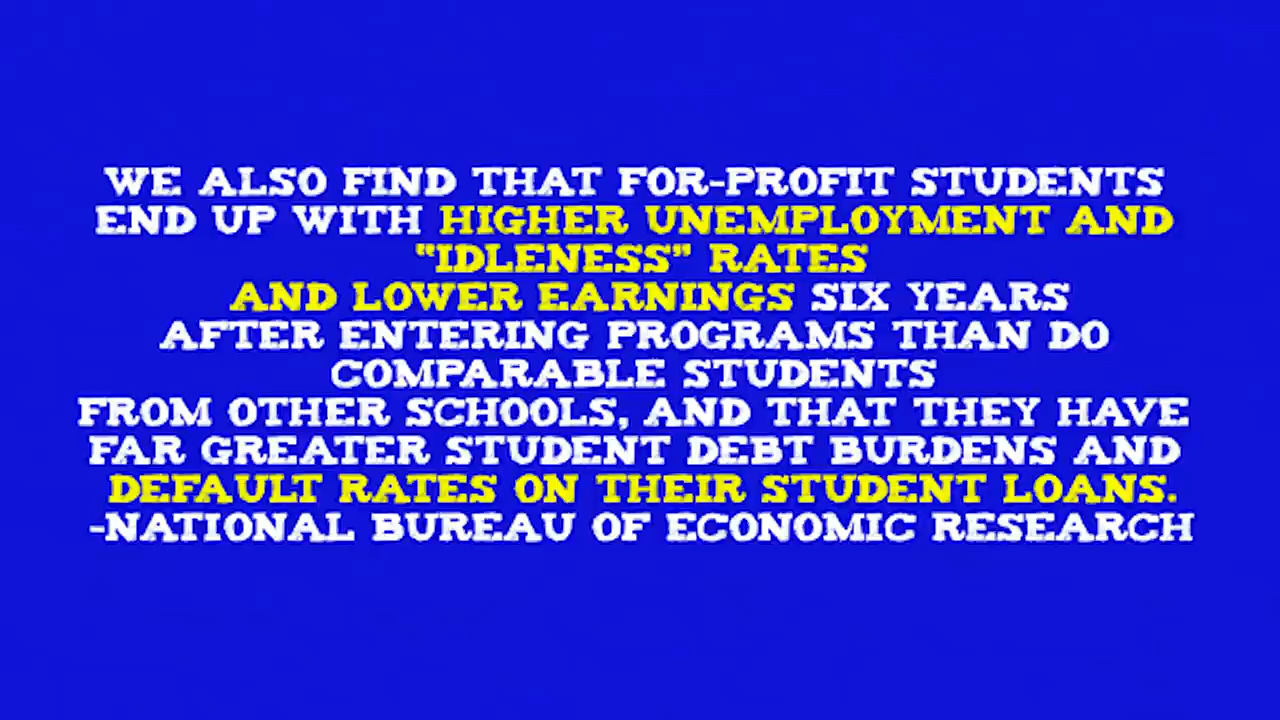 WE ALSO FIND THAT FOR-PROFIT STUDENTS
END UP WITH HIGHER UNEMPLOYMENT AND
“IDLENESS” RATES
AND LOWER EARNINGS SIX YEARS
AFTER ENTERING PROGRAMS THAN DO
COMPARABLE STUDENTS
FROM OTHER SCHOOLS, AND THAT THEY HAVE
FAR GREATER STUDENT DEBT BURDENS AND
DEFAULT RATES ON THEIR STUDENT LOANS.
-NATIONAL BUREAU OF ECONOMIC RESEARCH